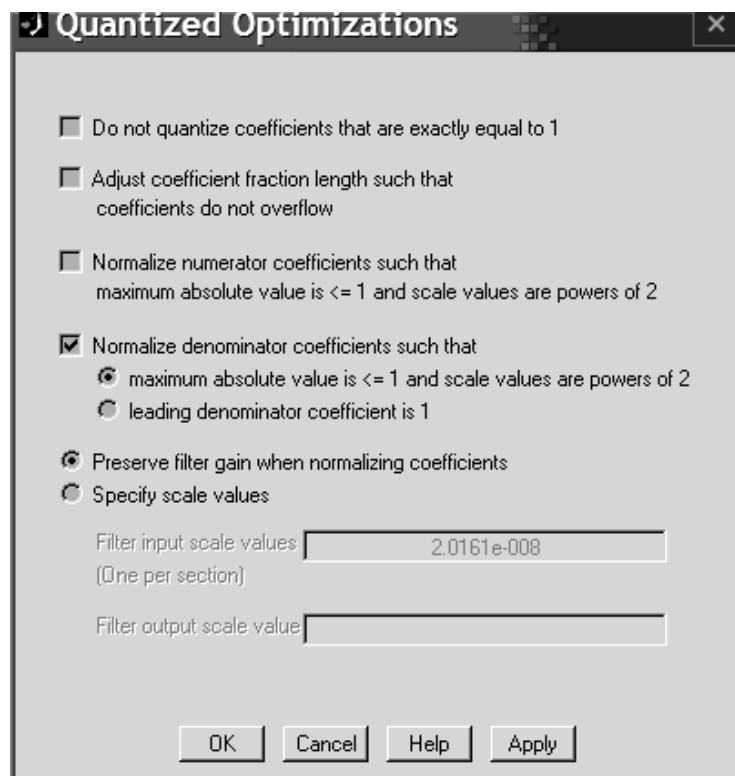 Quantized Optimizations
Do not quantize coefficients that are exactly equal to 1
Adjust coefficient fraction length such that
coefficients do not overflow
Normalize numerator coefficients such that
maximum absolute value is <= 1 and scale values are powers of 2
Normalize denominator coefficients such that
maximum absolute value is <= 1 and scale values are powers of 2
leading denominator coefficient is 1
Preserve filter gain when normalizing coefficients
Specify scale values
Filter input scale values 2.0161e-008
(One per section)
Filter output scale value
OK Cancel Help Apply